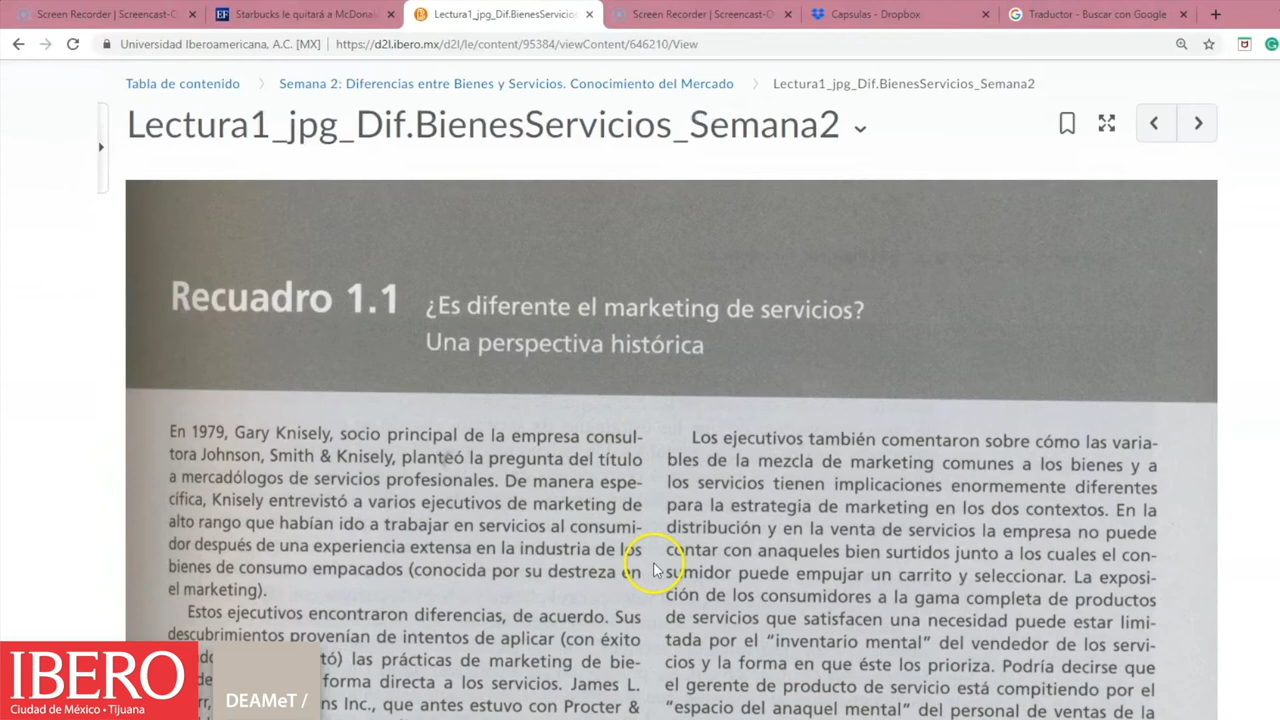 Screen Recorder | Screencast-O
Starbucks le quitará a McDonald
Lectura1_jpg_Dif.BienesServicios
Screen Recorder | Screencast-O
Capsulas - Dropbox
Traductor - Buscar con Google
Universidad Iberoamericana, A.C. [MX] | https://d2l.ibero.mx/d2l/le/content/95384/viewContent/646210/View
Tabla de contenido > Semana 2: Diferencias entre Bienes y Servicios. Conocimiento del Mercado > Lectura1_jpg_Dif.BienesServicios_Semana2
Lectura1_jpg_Dif.BienesServicios_Semana2
Recuadro 1.1
¿Es diferente el marketing de servicios?
Una perspectiva histórica
En 1979, Gary Knisely, socio principal de la empresa consul-
tora Johnson, Smith & Knisely, planteó la pregunta del título
a mercadólogos de servicios profesionales. De manera espe-
cífica, Knisely entrevistó a varios ejecutivos de marketing de
alto rango que habían ido a trabajar en servicios al consumi-
dor después de una experiencia extensa en la industria de los
bienes de consumo empacados (conocida por su destreza en
el marketing).
Estos ejecutivos encontraron diferencias, de acuerdo. Sus
descubrimientos provenían de intentos de aplicar (con éxito
tó) las prácticas de marketing de bie-
forma directa a los servicios. James L.
ns Inc., que antes estuvo con Procter &
Los ejecutivos también comentaron sobre cómo las varia-
bles de la mezcla de marketing comunes a los bienes y a
los servicios tienen implicaciones enormemente diferentes
para la estrategia de marketing en los dos contextos. En la
distribución y en la venta de servicios la empresa no puede
contar con anaqueles bien surtidos junto a los cuales el con-
sumidor puede empujar un carrito y seleccionar. La exposi-
ción de los consumidores a la gama completa de productos
de servicios que satisfacen una necesidad puede estar limi-
tada por el "inventario mental" del vendedor de los servi-
cios y la forma en que éste los prioriza. Podría decirse que
el gerente de producto de servicio está compitiendo por el
"espacio del anaquel mental" del personal de ventas de la
IBERO
Ciudad de México • Tijuana
DEAMeT /